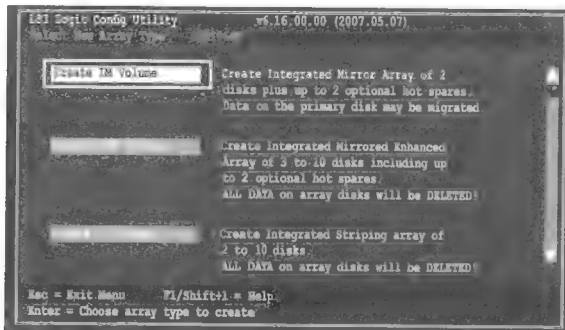 LSI Logic Config Utility v6.16.00.00 (2007.05.07)
Select New Array Type
Create IM Volume
Create Integrated Mirror Array of 2
disks plus up to 2 optional hot spares.
Data on the primary disk may be migrated
Create Integrated Mirrored Enhanced
Array of 3 to 10 disks including up
to 2 optional hot spares
ALL DATA on array disks will be DELETED!
Create Integrated Striping array of
2 to 10 disks
ALL DATA on array disks will be DELETED!
Esc = Exit Menu F1/Shift+1 = Help
Enter = Choose array type to create